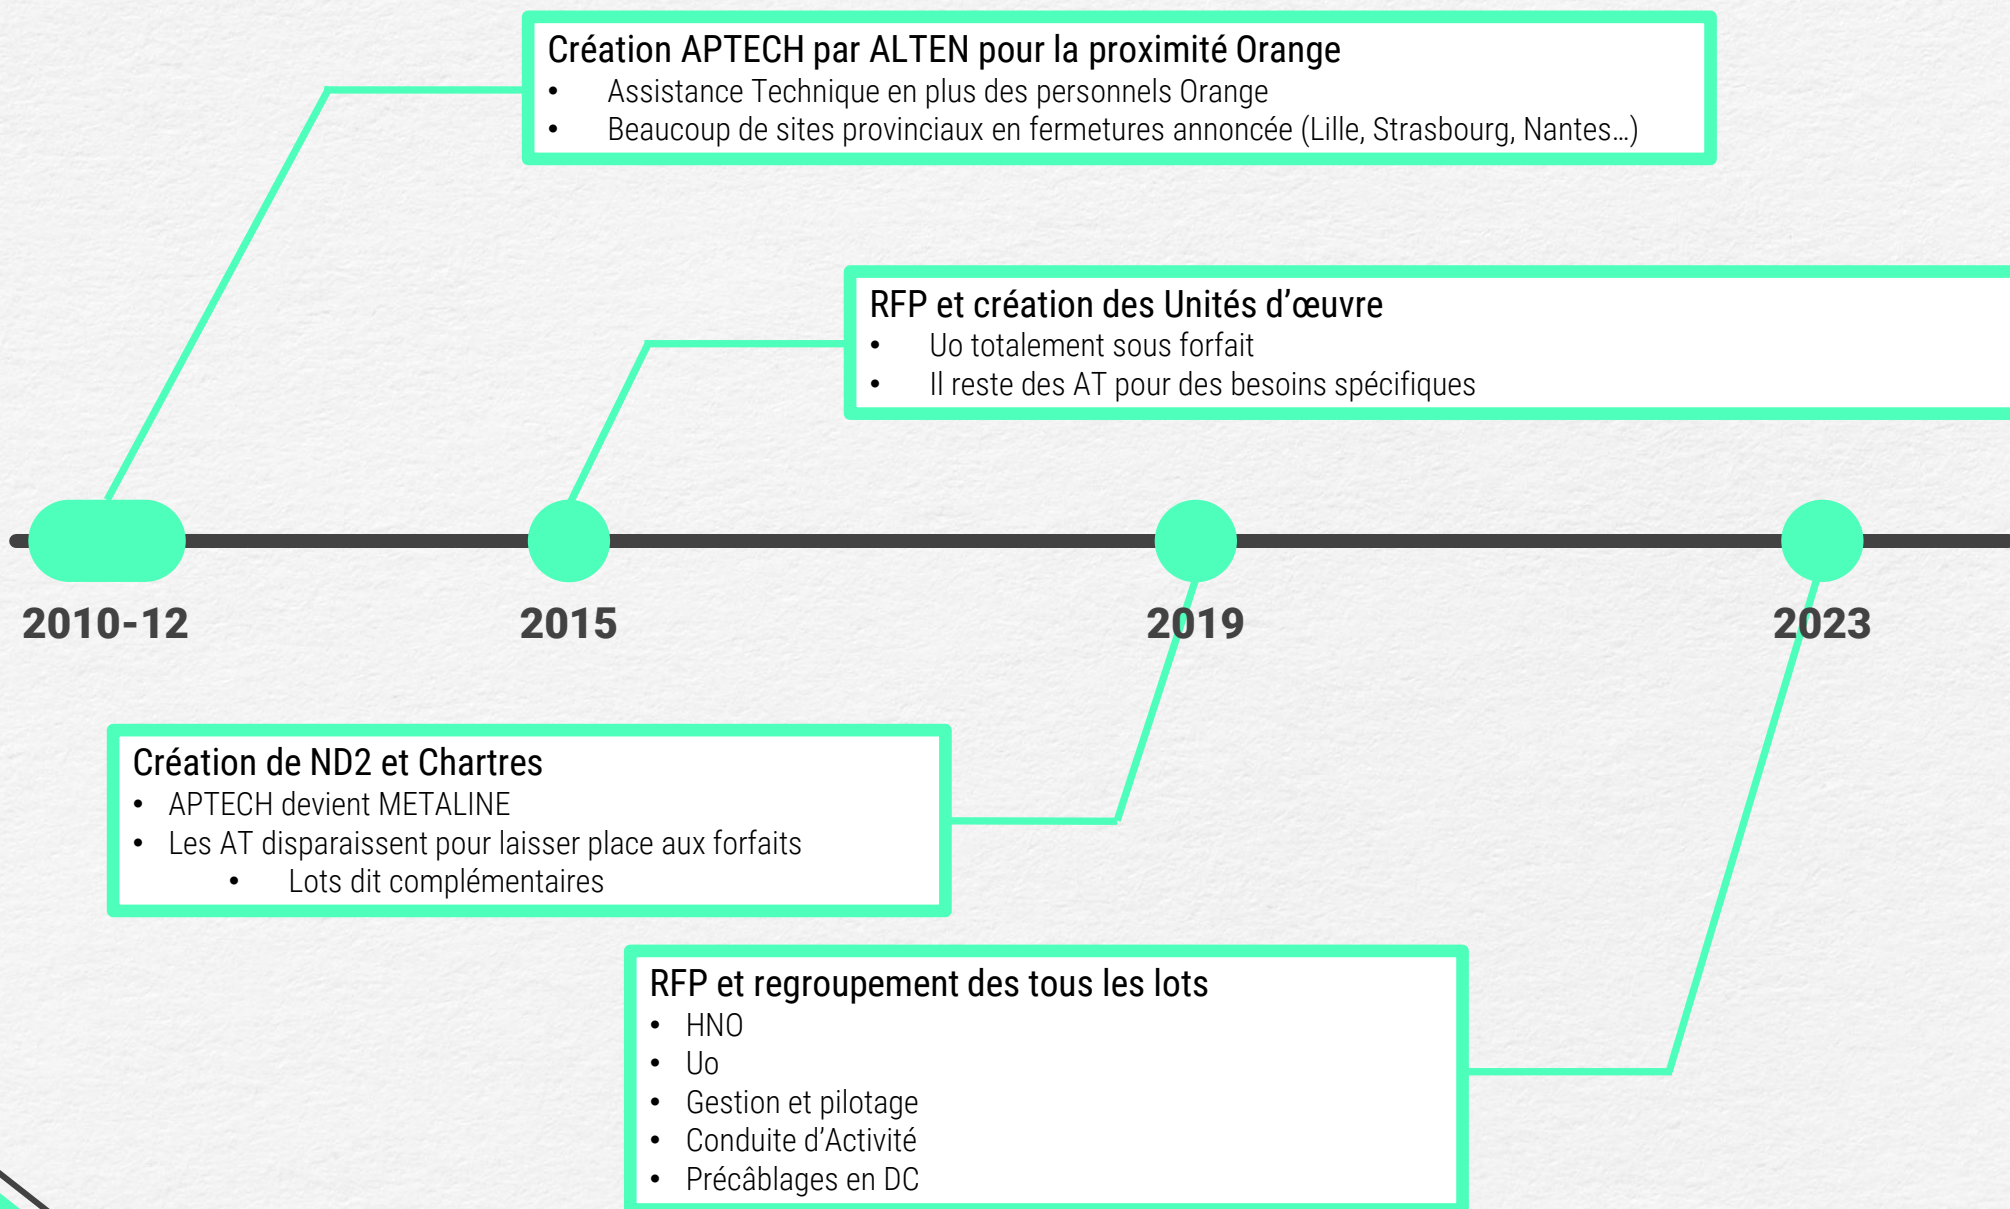 Création APTECH par ALTEN pour la proximité Orange
• Assistance Technique en plus des personnels Orange
• Beaucoup de sites provinciaux en fermetures annoncée (Lille, Strasbourg, Nantes…)
RFP et création des Unités d’œuvre
• Uo totalement sous forfait
• Il reste des AT pour des besoins spécifiques
2010-12
2015
2019
2023
Création de ND2 et Chartres
• APTECH devient METALINE
• Les AT disparaissent pour laisser place aux forfaits
• Lots dit complémentaires
RFP et regroupement des tous les lots
• HNO
• Uo
• Gestion et pilotage
• Conduite d’Activité
• Précâblages en DC